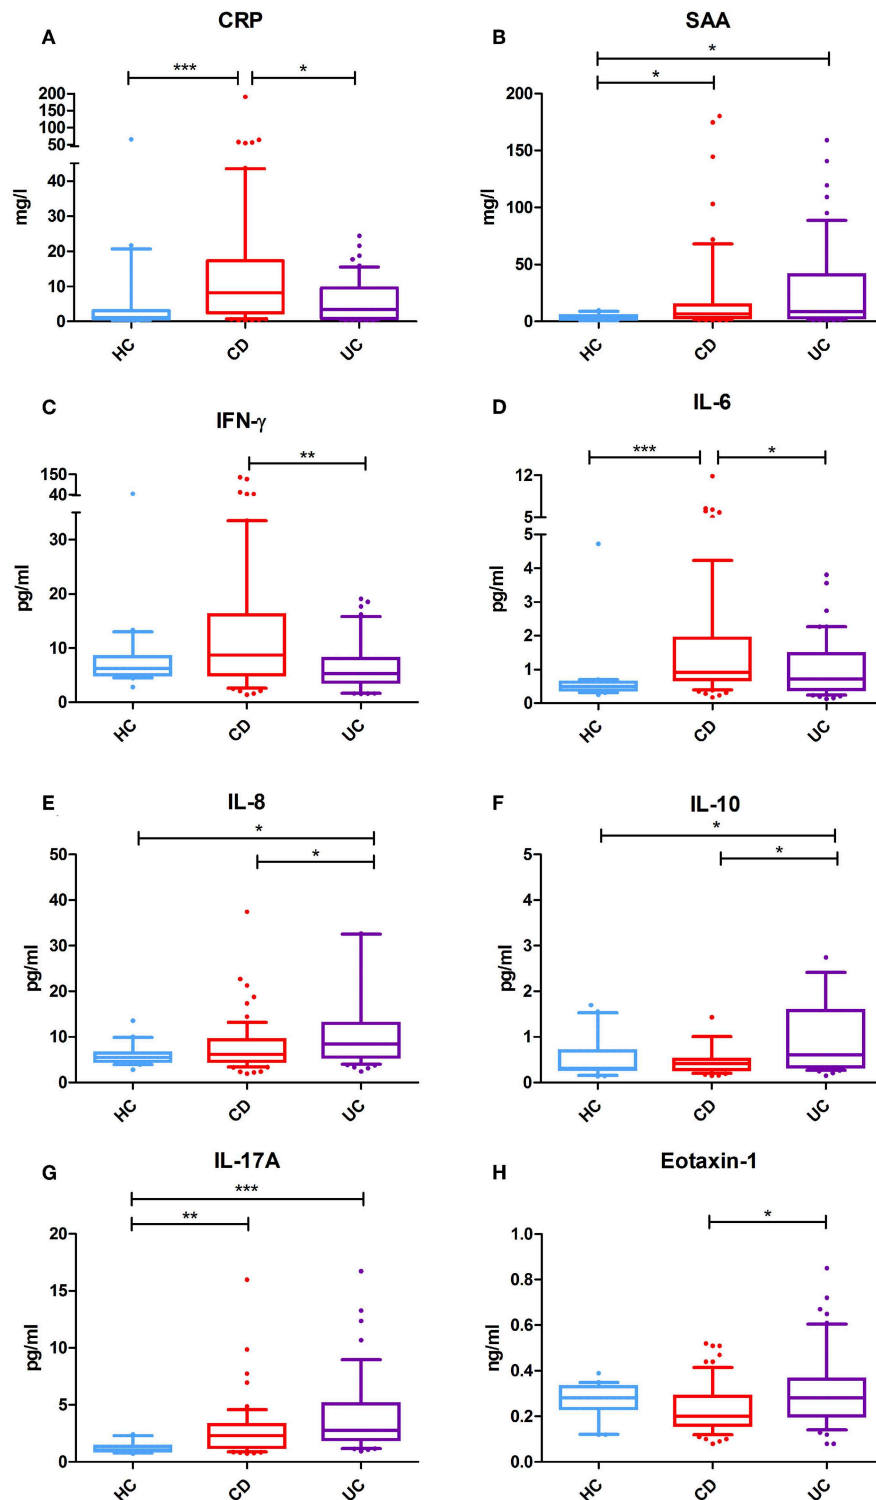 CRP
A
***
*
200
150
100
50
40
30
20
10
0
mg/l
HC
CD
UC
SAA
B
*
*
200
150
100
50
0
mg/l
HC
CD
UC
C
IFN-γ
**
150
40
30
20
10
0
pg/ml
HC
CD
UC
D
IL-6
***
*
12
5
5
4
3
2
1
0
pg/ml
HC
CD
UC
E
IL-8
*
*
50
40
30
20
10
0
pg/ml
HC
CD
UC
F
IL-10
*
*
5
4
3
2
1
0
pg/ml
HC
CD
UC
G
IL-17A
***
**
20
15
10
5
0
pg/ml
HC
CD
UC
H
Eotaxin-1
*
1.0
0.8
0.6
0.4
0.2
0.0
ng/ml
HC
CD
UC